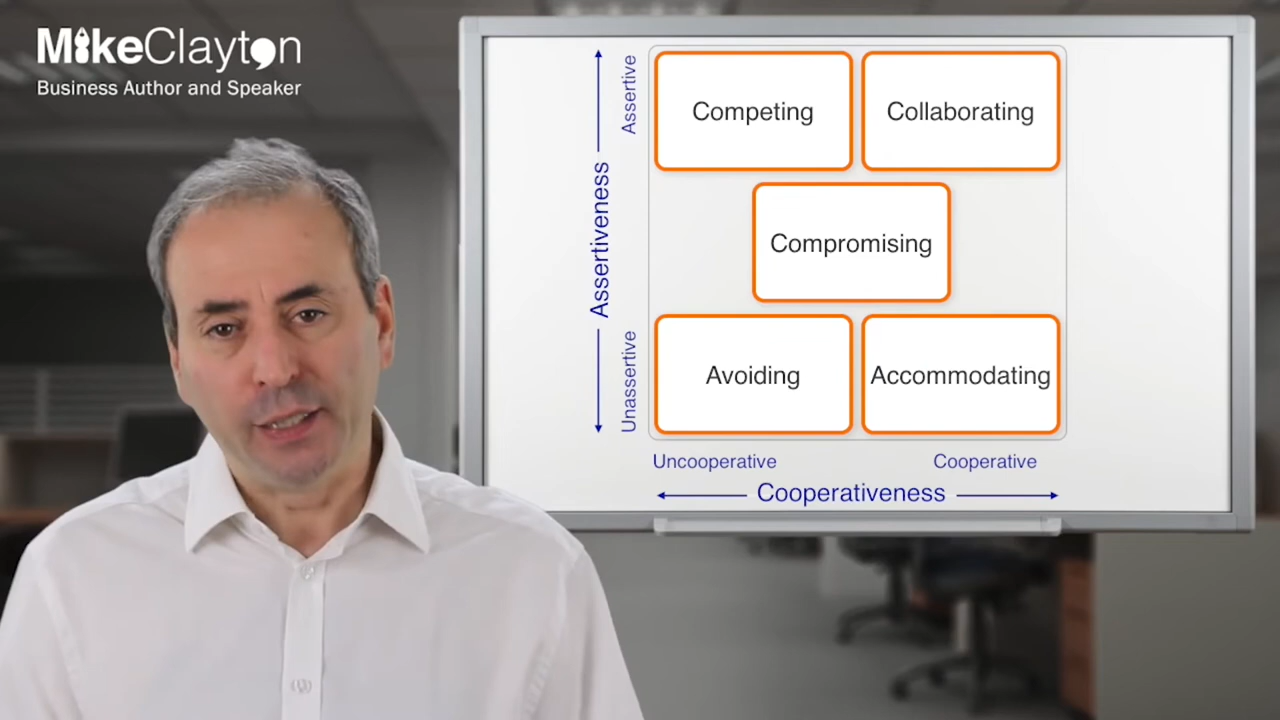 MikeClayton
Business Author and Speaker
Assertiveness
Assertive
Unassertive
Competing
Collaborating
Compromising
Avoiding
Accommodating
Uncooperative
Cooperative
Cooperativeness